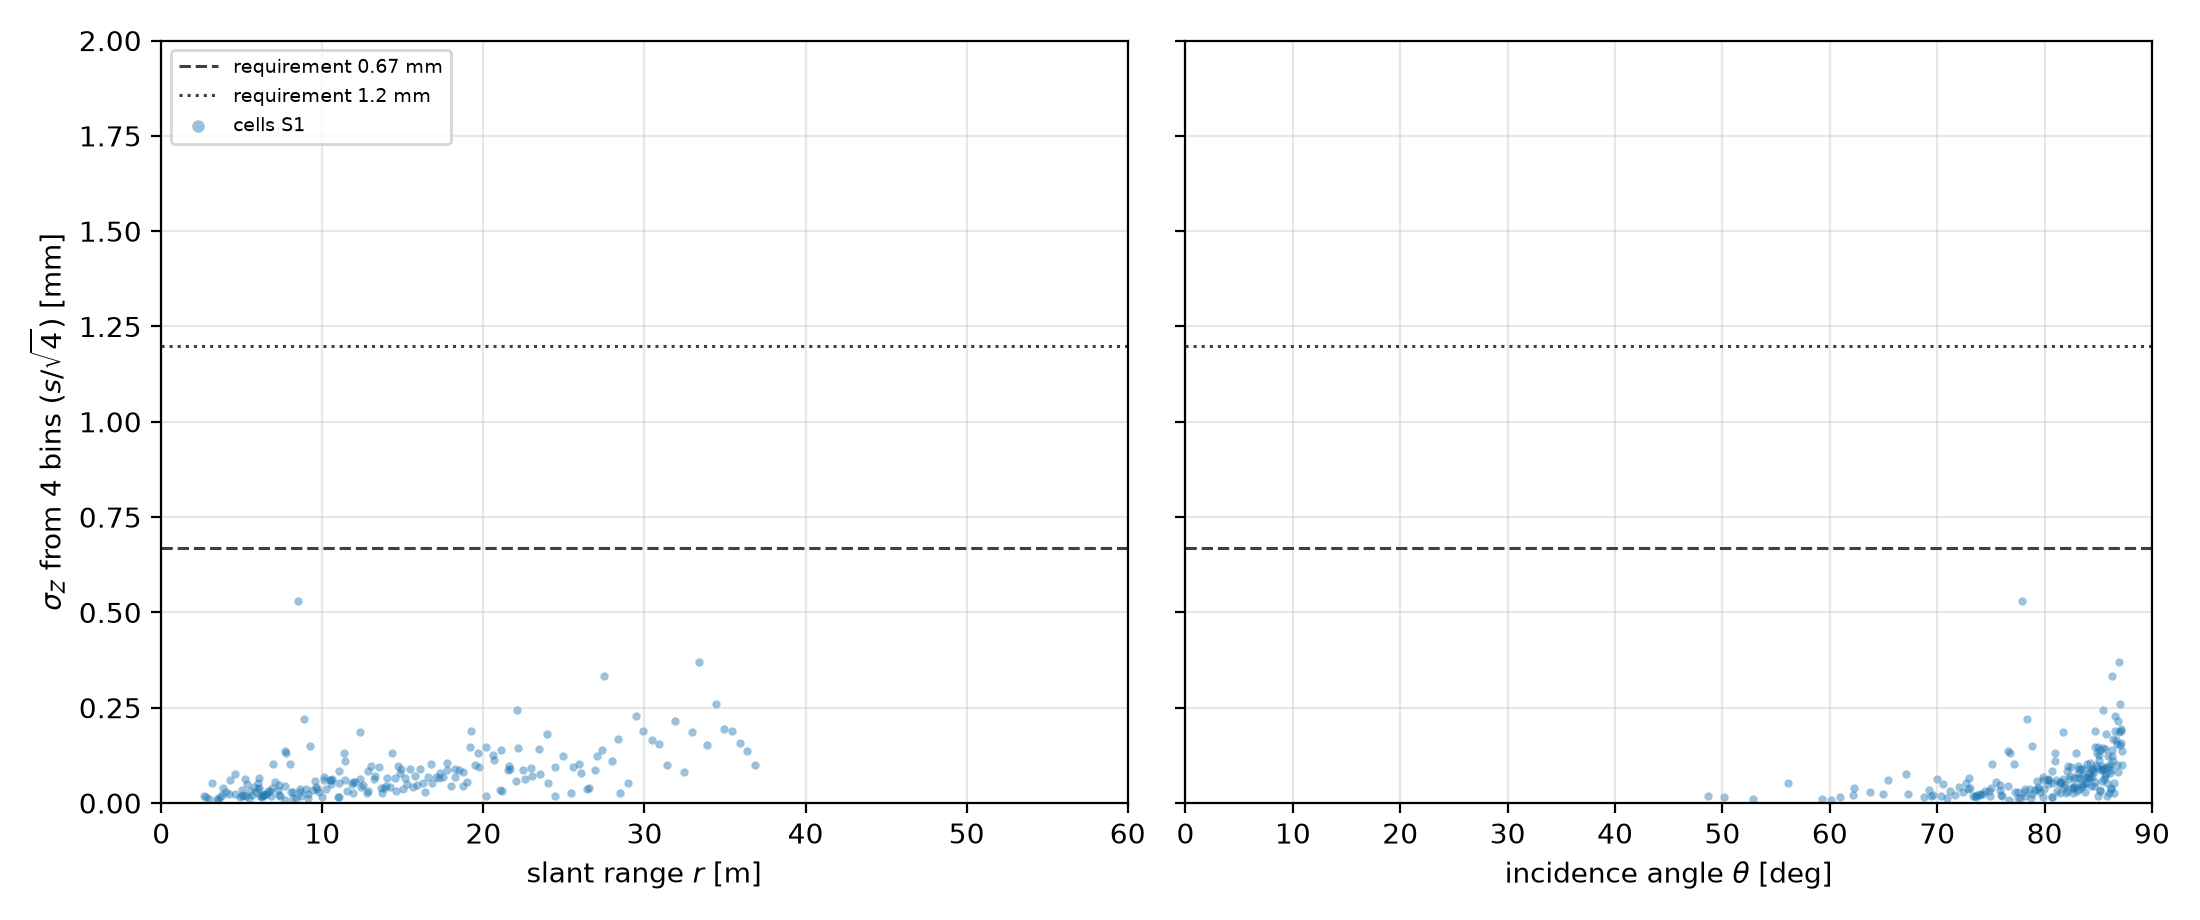 2.00
1.75
1.50
1.25
1.00
0.75
0.50
0.25
0.00
σZ from 4 bins (s/√4) [mm]
requirement 0.67 mm
requirement 1.2 mm
cells S1
0 10 20 30 40 50 60
slant range r [m]
0 10 20 30 40 50 60 70 80 90
incidence angle θ [deg]